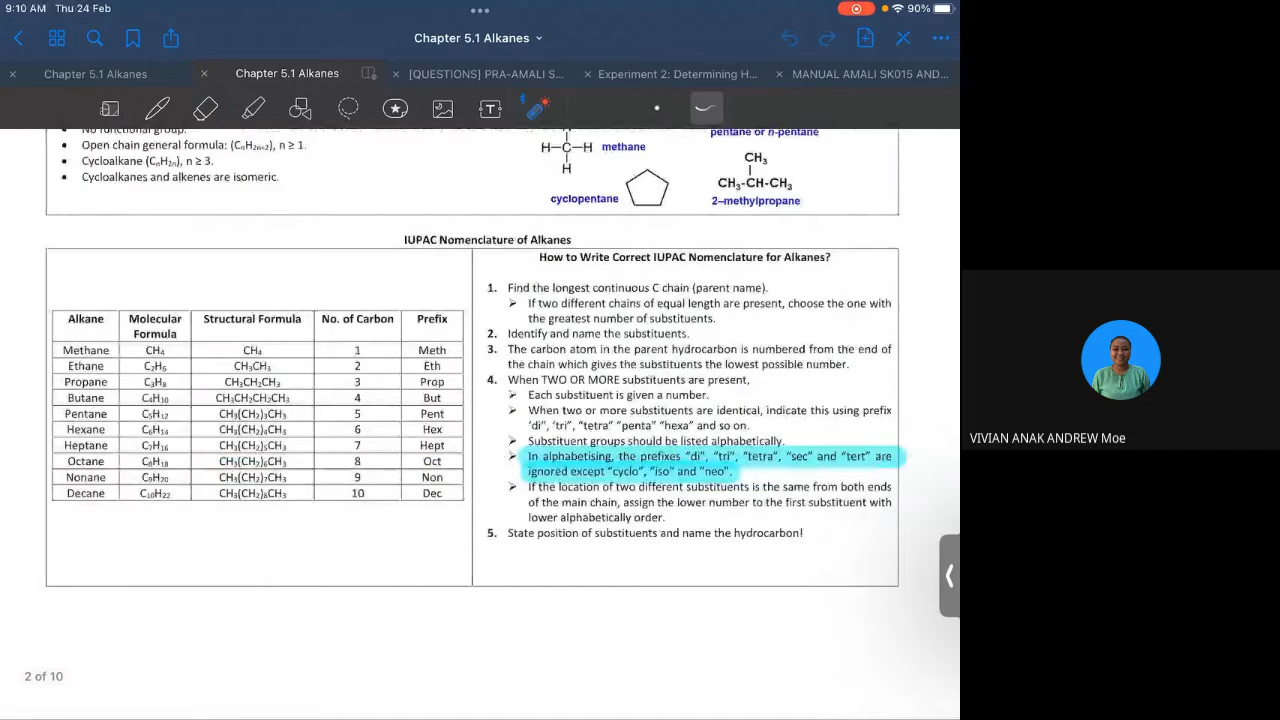 9:10 AM Thu 24 Feb
90%
Chapter 5.1 Alkanes
Chapter 5.1 Alkanes
Chapter 5.1 Alkanes
[QUESTIONS] PRA-AMALI S...
Experiment 2: Determining H...
MANUAL AMALI SK015 AND...
No functional group.
Open chain general formula: (CₙH₂ₙ₊₂), n ≥ 1.
Cycloalkane (CₙH₂ₙ), n ≥ 3.
Cycloalkanes and alkenes are isomeric.
H
H—C—H methane
H
cyclopentane
pentane or n-pentane
CH₃
CH₃-CH-CH₃
2–methylpropane
IUPAC Nomenclature of Alkanes
Alkane Molecular Formula Structural Formula No. of Carbon Prefix
Methane CH₄ CH₄ 1 Meth
Ethane C₂H₆ CH₃CH₃ 2 Eth
Propane C₃H₈ CH₃CH₂CH₃ 3 Prop
Butane C₄H₁₀ CH₃CH₂CH₂CH₃ 4 But
Pentane C₅H₁₂ CH₃(CH₂)₃CH₃ 5 Pent
Hexane C₆H₁₄ CH₃(CH₂)₄CH₃ 6 Hex
Heptane C₇H₁₆ CH₃(CH₂)₅CH₃ 7 Hept
Octane C₈H₁₈ CH₃(CH₂)₆CH₃ 8 Oct
Nonane C₉H₂₀ CH₃(CH₂)₇CH₃ 9 Non
Decane C₁₀H₂₂ CH₃(CH₂)₈CH₃ 10 Dec
How to Write Correct IUPAC Nomenclature for Alkanes?
1. Find the longest continuous C chain (parent name).
If two different chains of equal length are present, choose the one with
the greatest number of substituents.
2. Identify and name the substituents.
3. The carbon atom in the parent hydrocarbon is numbered from the end of
the chain which gives the substituents the lowest possible number.
4. When TWO OR MORE substituents are present,
Each substituent is given a number.
When two or more substituents are identical, indicate this using prefix
'di', 'tri", "tetra" "penta" "hexa" and so on.
Substituent groups should be listed alphabetically.
In alphabetising, the prefixes "di", "tri", "tetra", "sec" and "tert" are
ignored except "cyclo", "iso" and "neo".
If the location of two different substituents is the same from both ends
of the main chain, assign the lower number to the first substituent with
lower alphabetically order.
5. State position of substituents and name the hydrocarbon!
2 of 10
VIVIAN ANAK ANDREW Moe